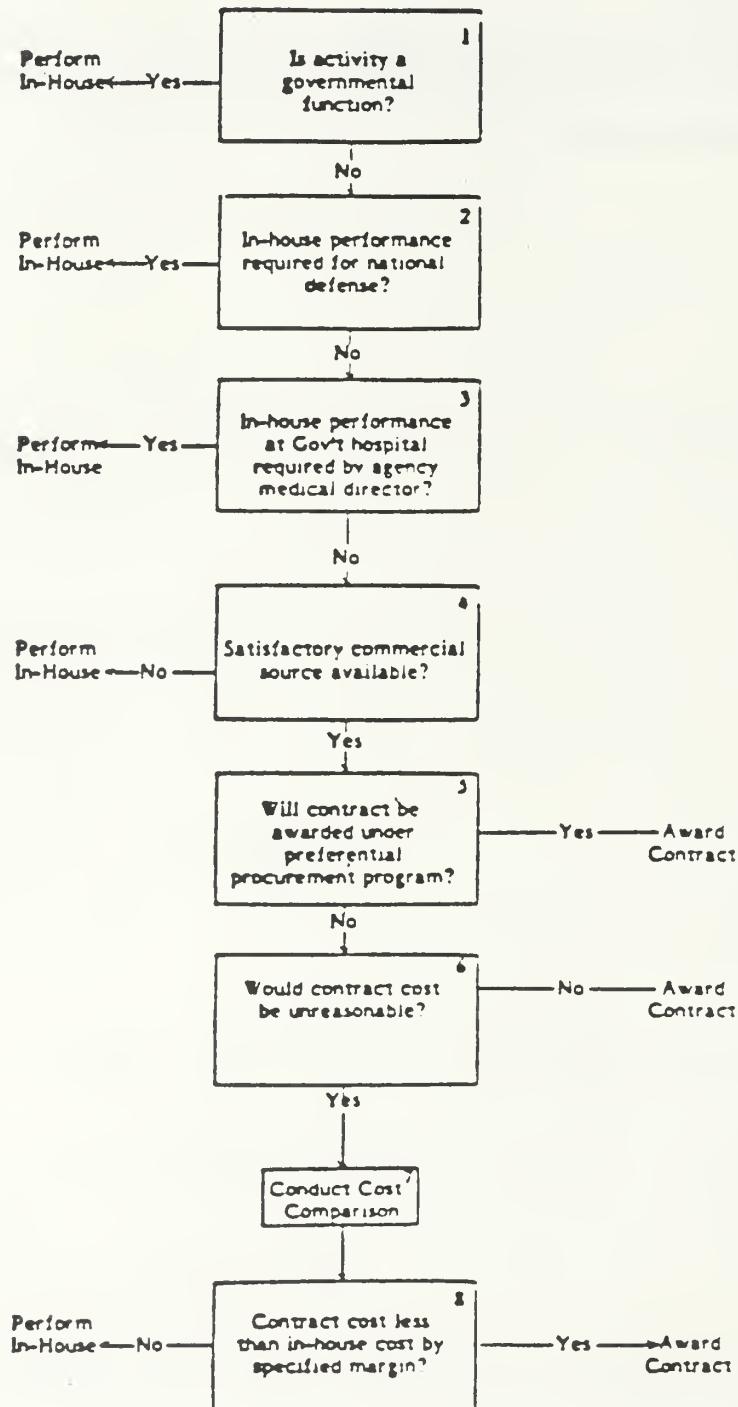 1
Is activity a
governmental
function?
Perform
In-House
Yes
No
2
In-house performance
required for national
defense?
Perform
In-House
Yes
No
3
In-house performance
at Gov't hospital
required by agency
medical director?
Perform
In-House
Yes
No
4
Satisfactory commercial
source available?
Perform
In-House
No
Yes
5
Will contract be
awarded under
preferential
procurement program?
Yes
Award
Contract
No
6
Would contract cost
be unreasonable?
No
Award
Contract
Yes
7
Conduct Cost
Comparison
8
Contract cost less
than in-house cost by
specified margin?
Perform
In-House
No
Yes
Award
Contract